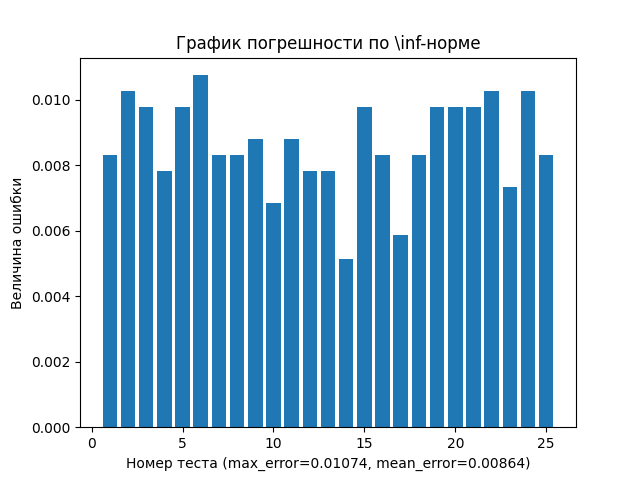 График погрешности по \inf-норме
Величина ошибки
0.010
0.008
0.006
0.004
0.002
0.000
0 5 10 15 20 25
Номер теста (max_error=0.01074, mean_error=0.00864)